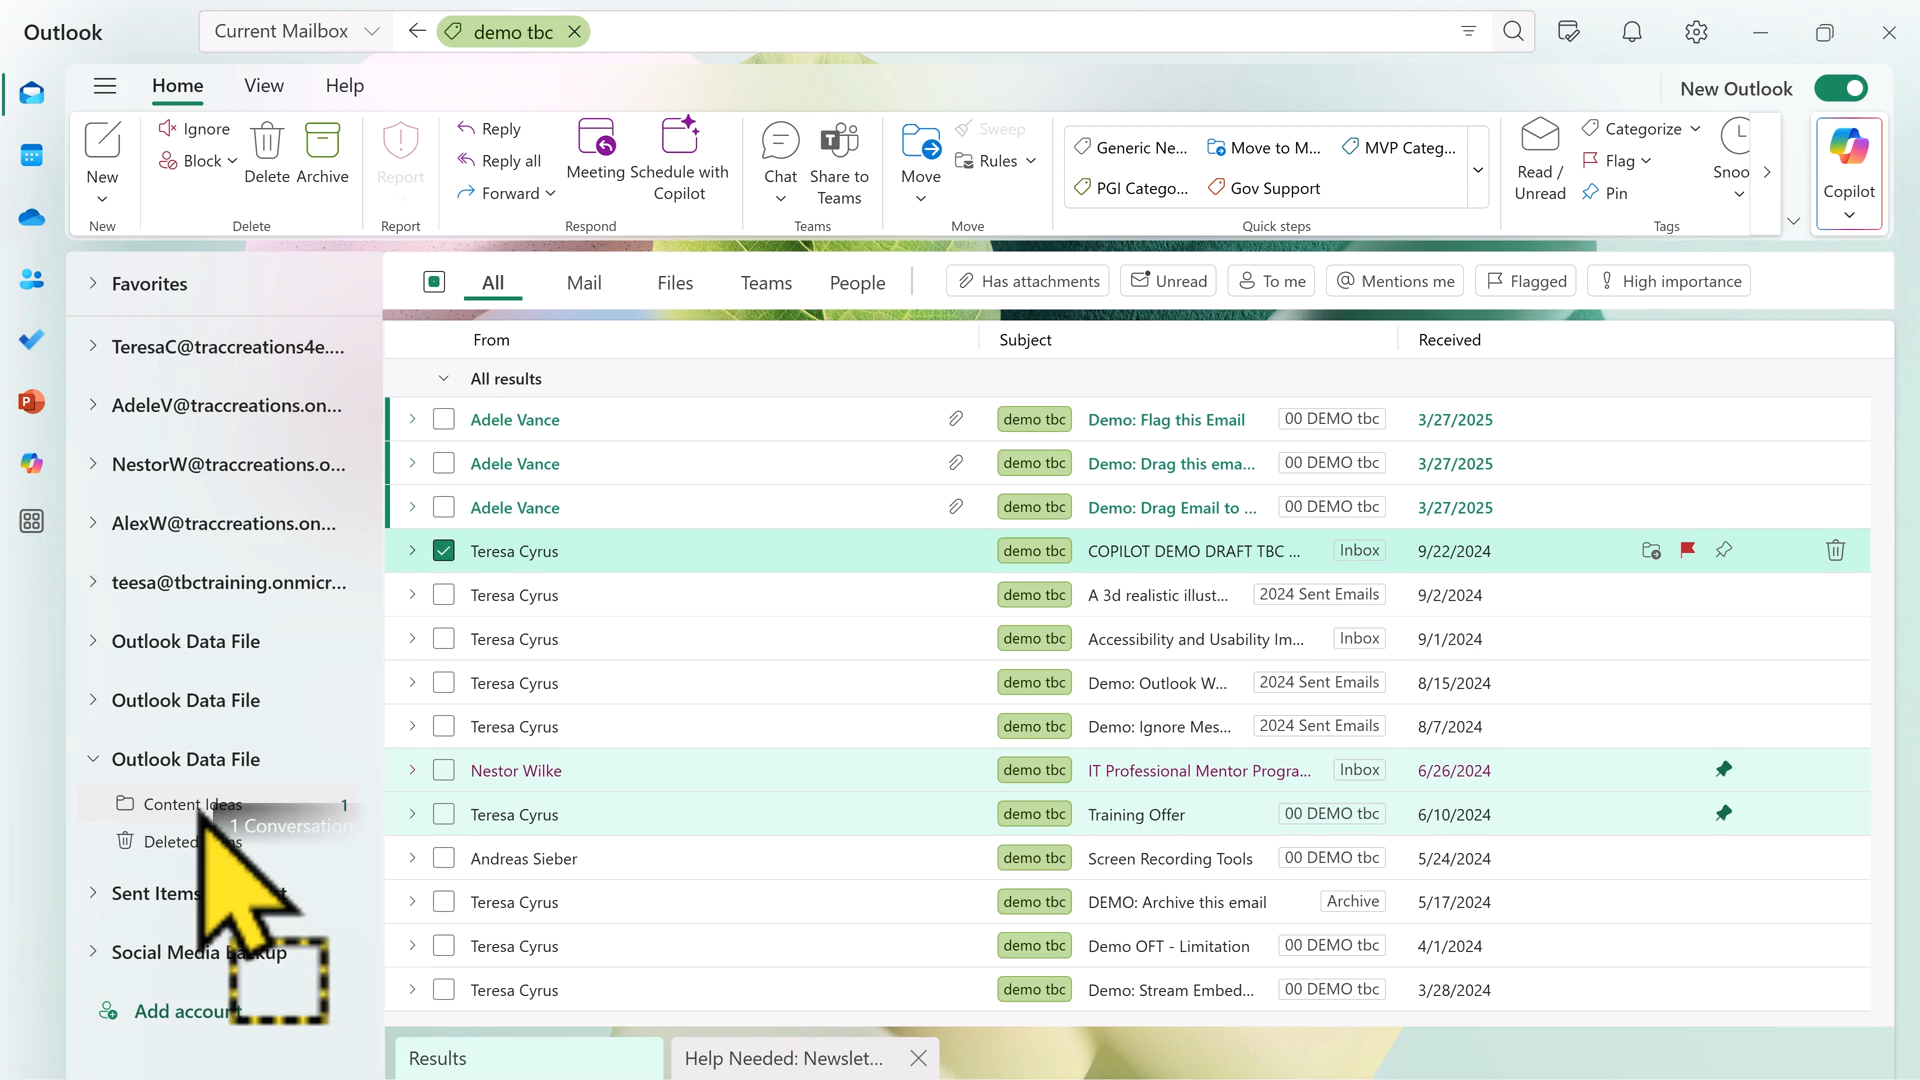 Outlook
Current Mailbox
demo tbc
Home
View
Help
New Outlook
New
Ignore
Block
Delete
Archive
Report
Reply
Reply all
Forward
Meeting
Schedule with
Copilot
Chat
Share to
Teams
Move
Sweep
Rules
Generic Ne...
Move to M...
MVP Categ...
PGI Catego...
Gov Support
Read /
Unread
Categorize
Flag
Pin
Snoo
Copilot
New
Delete
Report
Respond
Teams
Move
Quick steps
Tags
Favorites
TeresaC@traccreations4e....
AdeleV@traccreations.on...
NestorW@traccreations.o...
AlexW@traccreations.on...
teesa@tbctraining.onmicr...
Outlook Data File
Outlook Data File
Outlook Data File
Content Ideas 1
1 Conversation
Deleted
Sent Items
Social Media Backup
Add account
All
Mail
Files
Teams
People
Has attachments
Unread
To me
Mentions me
Flagged
High importance
From Subject Received
All results
Adele Vance demo tbc Demo: Flag this Email 00 DEMO tbc 3/27/2025
Adele Vance demo tbc Demo: Drag this ema... 00 DEMO tbc 3/27/2025
Adele Vance demo tbc Demo: Drag Email to ... 00 DEMO tbc 3/27/2025
Teresa Cyrus demo tbc COPILOT DEMO DRAFT TBC ... Inbox 9/22/2024
Teresa Cyrus demo tbc A 3d realistic illust... 2024 Sent Emails 9/2/2024
Teresa Cyrus demo tbc Accessibility and Usability Im... Inbox 9/1/2024
Teresa Cyrus demo tbc Demo: Outlook W... 2024 Sent Emails 8/15/2024
Teresa Cyrus demo tbc Demo: Ignore Mes... 2024 Sent Emails 8/7/2024
Nestor Wilke demo tbc IT Professional Mentor Progra... Inbox 6/26/2024
Teresa Cyrus demo tbc Training Offer 00 DEMO tbc 6/10/2024
Andreas Sieber demo tbc Screen Recording Tools 00 DEMO tbc 5/24/2024
Teresa Cyrus demo tbc DEMO: Archive this email Archive 5/17/2024
Teresa Cyrus demo tbc Demo OFT - Limitation 00 DEMO tbc 4/1/2024
Teresa Cyrus demo tbc Demo: Stream Embed... 00 DEMO tbc 3/28/2024
Results
Help Needed: Newslet...